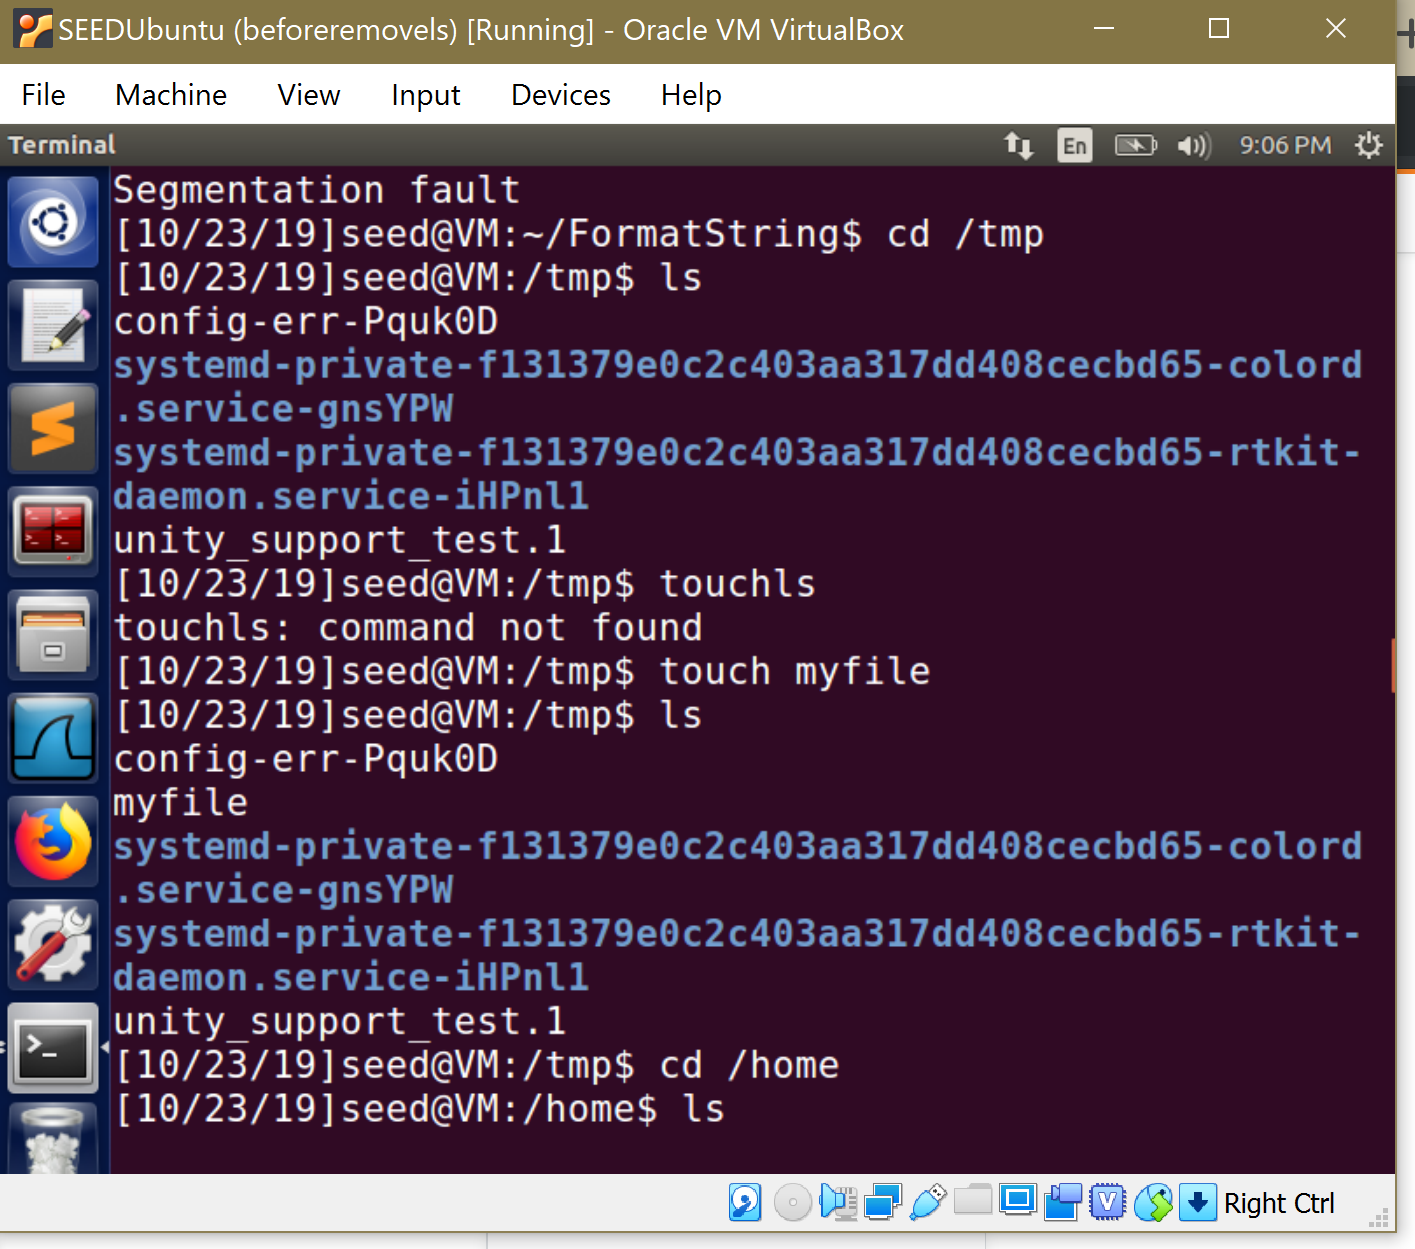 SEEDUbuntu (beforeremovels) [Running] - Oracle VM VirtualBox
File Machine View Input Devices Help
Terminal En 9:06 PM
Segmentation fault
[10/23/19]seed@VM:~/FormatString$ cd /tmp
[10/23/19]seed@VM:/tmp$ ls
config-err-Pquk0D
systemd-private-f131379e0c2c403aa317dd408cecbd65-colord
.service-gnsYPW
systemd-private-f131379e0c2c403aa317dd408cecbd65-rtkit-
daemon.service-iHPnl1
unity_support_test.1
[10/23/19]seed@VM:/tmp$ touchls
touchls: command not found
[10/23/19]seed@VM:/tmp$ touch myfile
[10/23/19]seed@VM:/tmp$ ls
config-err-Pquk0D
myfile
systemd-private-f131379e0c2c403aa317dd408cecbd65-colord
.service-gnsYPW
systemd-private-f131379e0c2c403aa317dd408cecbd65-rtkit-
daemon.service-iHPnl1
unity_support_test.1
[10/23/19]seed@VM:/tmp$ cd /home
[10/23/19]seed@VM:/home$ ls
Right Ctrl